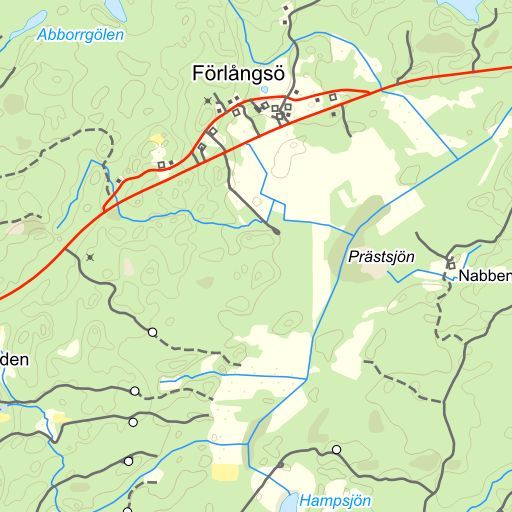 Abborrgölen
Förlångsö
Prästsjön
Nabben
den
Hampsjön